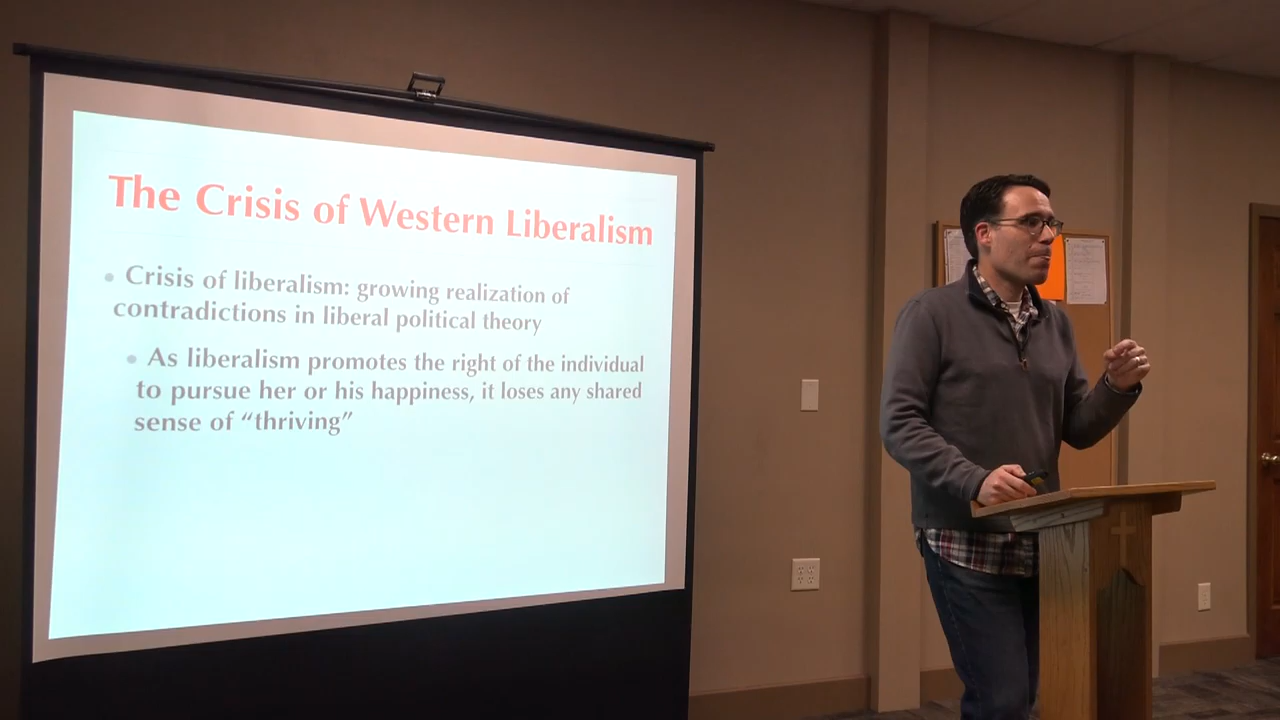 The Crisis of Western Liberalism
• Crisis of liberalism: growing realization of
contradictions in liberal political theory
• As liberalism promotes the right of the individual
to pursue her or his happiness, it loses any shared
sense of “thriving”